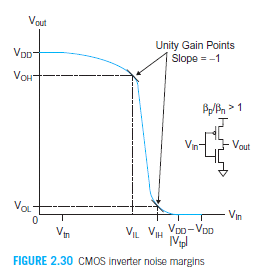 Vout
VDD
VOH
Unity Gain Points
Slope = -1
βp/βn > 1
Vin
Vout
VOL
0
Vtn
VIL
VIH
VDD-
|Vtp|
VDD
Vin
FIGURE 2.30 CMOS inverter noise margins